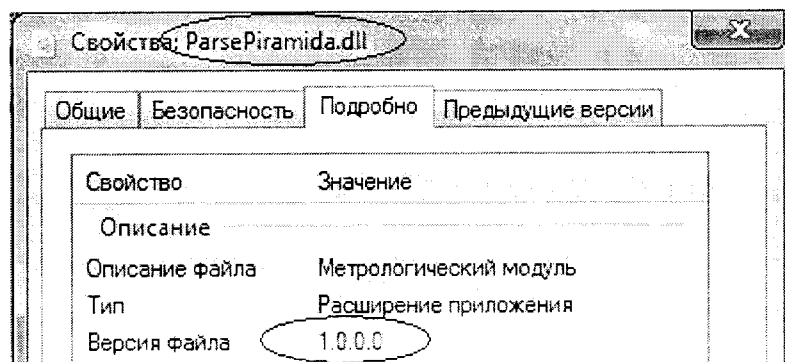 Свойства: ParsePiramida.dll
Общие Безопасность Подробно Предыдущие версии
Свойство Значение
Описание
Описание файла Метрологический модуль
Тип Расширение приложения
Версия файла 1.0.0.0